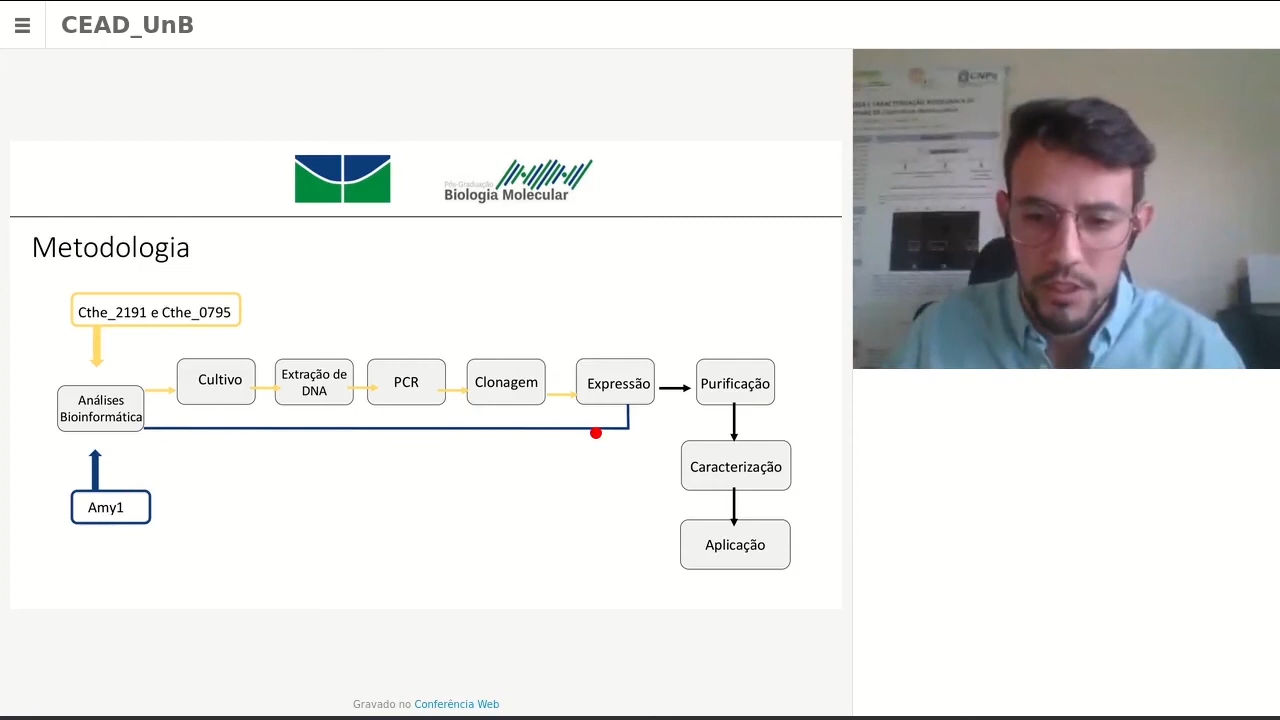 CEAD_UnB
Pós-Graduação
Biologia Molecular
Metodologia
Cthe_2191 e Cthe_0795
Análises
Bioinformática
Cultivo
Extração de
DNA
PCR
Clonagem
Expressão
Purificação
Caracterização
Aplicação
Amy1
CNPq
Gravado no Conferência Web